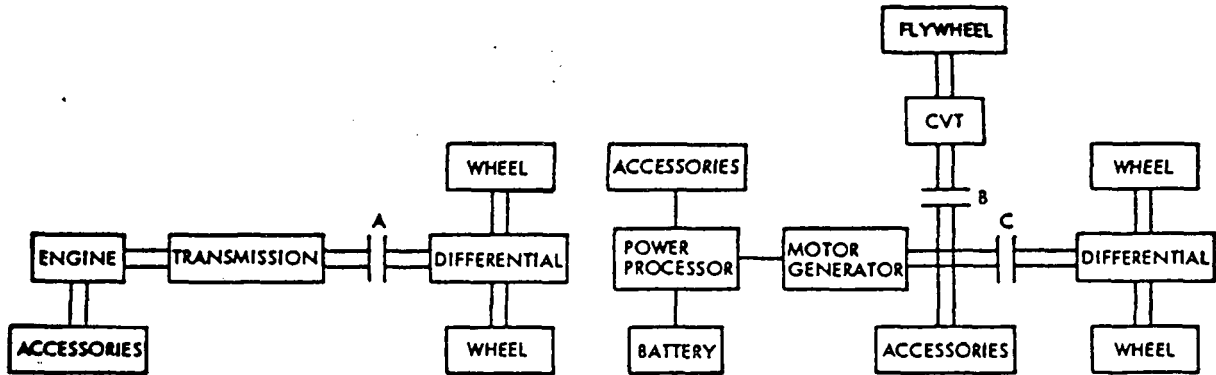 FLYWHEEL
CVT
WHEEL
ACCESSORIES
WHEEL
A
B
C
ENGINE
TRANSMISSION
DIFFERENTIAL
POWER
PROCESSOR
MOTOR
GENERATOR
DIFFERENTIAL
ACCESSORIES
WHEEL
BATTERY
ACCESSORIES
WHEEL